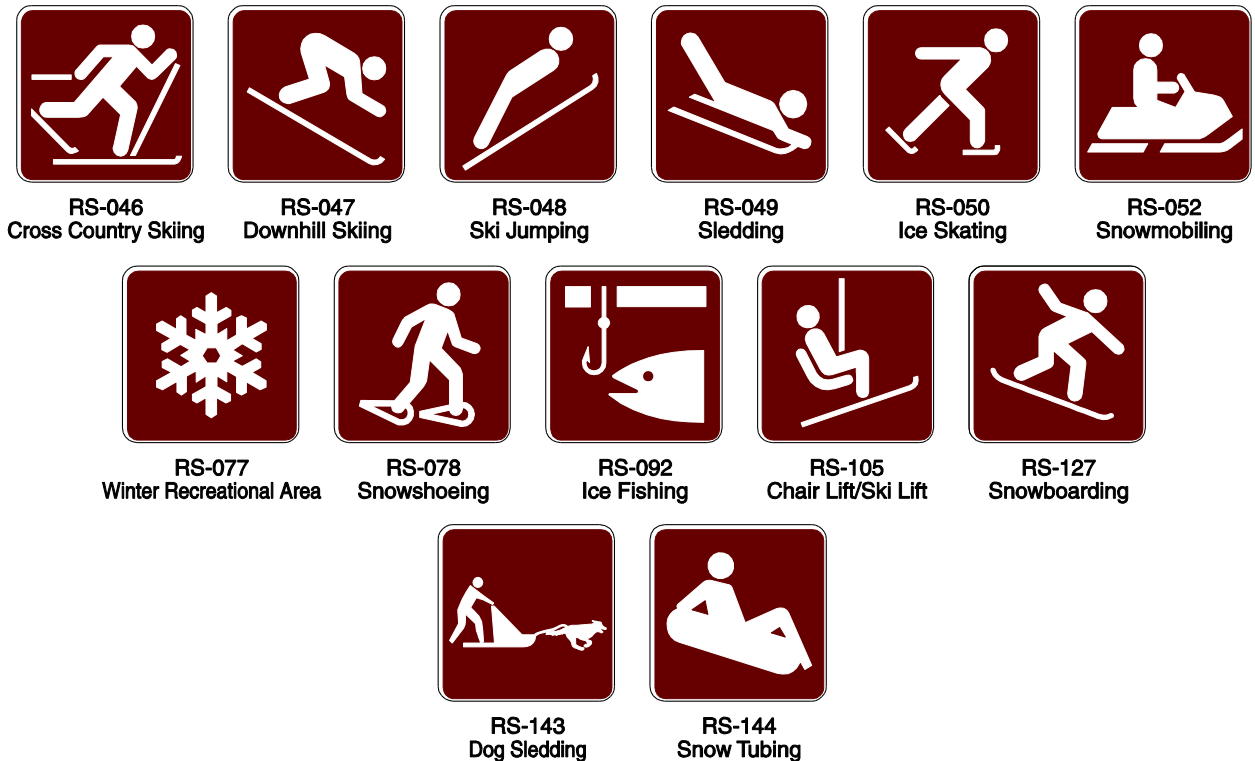 RS-046
Cross Country Skiing
RS-047
Downhill Skiing
RS-048
Ski Jumping
RS-049
Sledding
RS-050
Ice Skating
RS-052
Snowmobiling
RS-077
Winter Recreational Area
RS-078
Snowshoeing
RS-092
Ice Fishing
RS-105
Chair Lift/Ski Lift
RS-127
Snowboarding
RS-143
Dog Sledding
RS-144
Snow Tubing